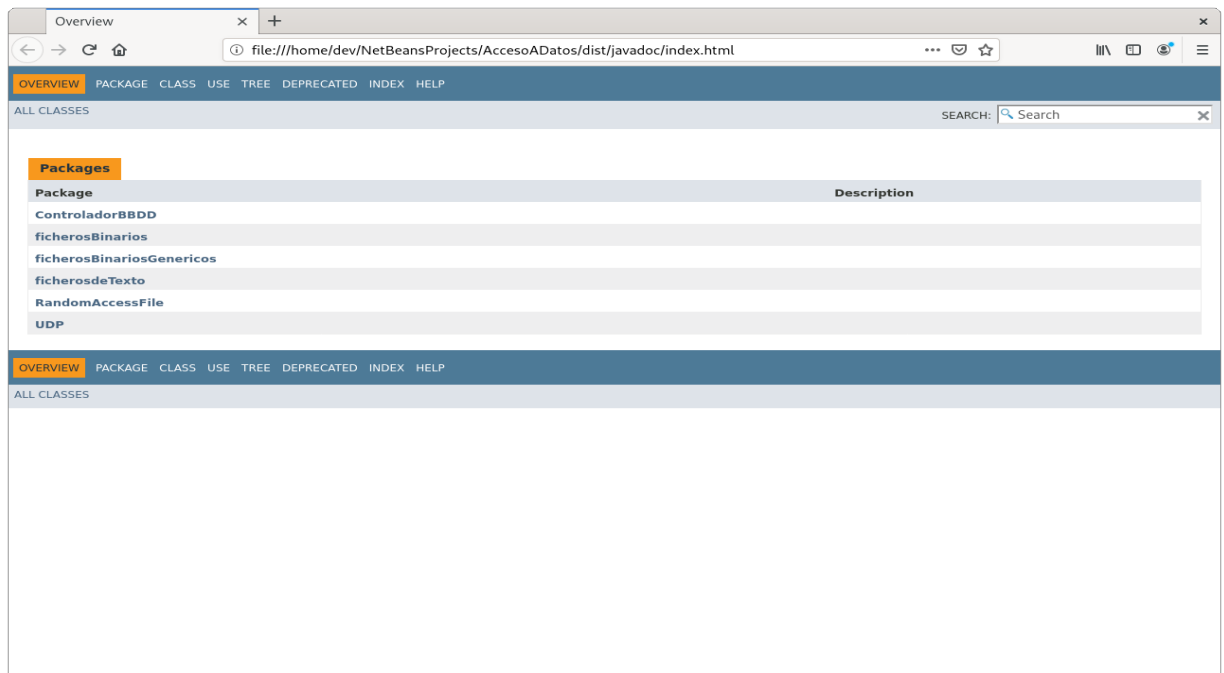 Overview
file:///home/dev/NetBeansProjects/AccesoADatos/dist/javadoc/index.html
OVERVIEW PACKAGE CLASS USE TREE DEPRECATED INDEX HELP
ALL CLASSES
SEARCH: Search
Packages
Package Description
ControladorBBDD
ficherosBinarios
ficherosBinariosGenericos
ficherosdeTexto
RandomAccessFile
UDP
OVERVIEW PACKAGE CLASS USE TREE DEPRECATED INDEX HELP
ALL CLASSES